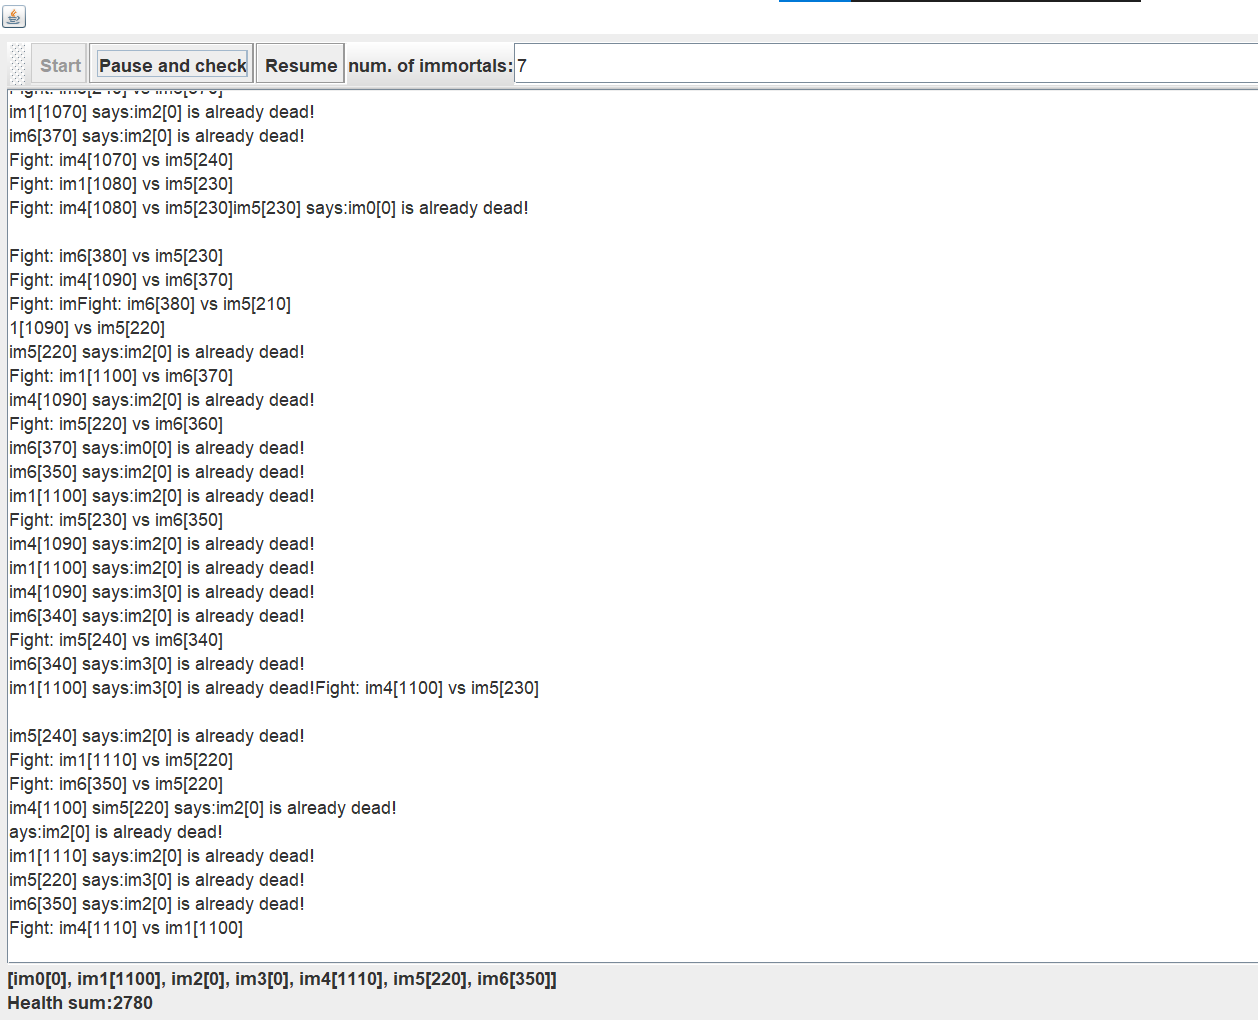 Start Pause and check Resume num. of immortals: 7
im1[1070] says:im2[0] is already dead!
im6[370] says:im2[0] is already dead!
Fight: im4[1070] vs im5[240]
Fight: im1[1080] vs im5[230]
Fight: im4[1080] vs im5[230]im5[230] says:im0[0] is already dead!
Fight: im6[380] vs im5[230]
Fight: im4[1090] vs im6[370]
Fight: imFight: im6[380] vs im5[210]
1[1090] vs im5[220]
im5[220] says:im2[0] is already dead!
Fight: im1[1100] vs im6[370]
im4[1090] says:im2[0] is already dead!
Fight: im5[220] vs im6[360]
im6[370] says:im0[0] is already dead!
im6[350] says:im2[0] is already dead!
im1[1100] says:im2[0] is already dead!
Fight: im5[230] vs im6[350]
im4[1090] says:im2[0] is already dead!
im1[1100] says:im2[0] is already dead!
im4[1090] says:im3[0] is already dead!
im6[340] says:im2[0] is already dead!
Fight: im5[240] vs im6[340]
im6[340] says:im3[0] is already dead!
im1[1100] says:im3[0] is already dead!Fight: im4[1100] vs im5[230]
im5[240] says:im2[0] is already dead!
Fight: im1[1110] vs im5[220]
Fight: im6[350] vs im5[220]
im4[1100] sim5[220] says:im2[0] is already dead!
ays:im2[0] is already dead!
im1[1110] says:im2[0] is already dead!
im5[220] says:im3[0] is already dead!
im6[350] says:im2[0] is already dead!
Fight: im4[1110] vs im1[1100]
[im0[0], im1[1100], im2[0], im3[0], im4[1110], im5[220], im6[350]]
Health sum:2780